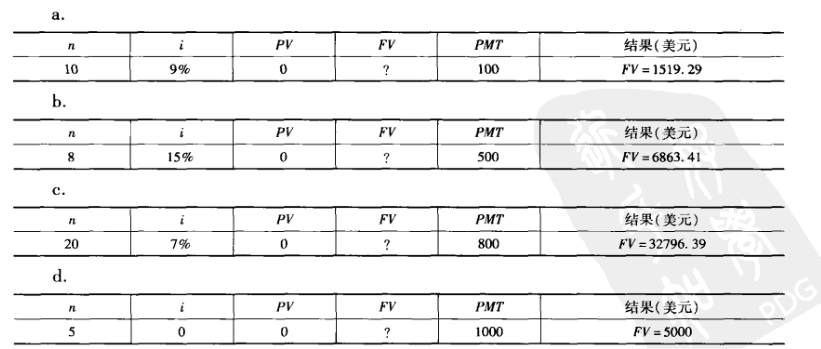 a.
n i PV FV PMT 结果(美元)
10 9% 0 ? 100 FV=1519.29
b.
n i PV FV PMT 结果(美元)
8 15% 0 ? 500 FV=6863.41
c.
n i PV FV PMT 结果(美元)
20 7% 0 ? 800 FV=32796.39
d.
n i PV FV PMT 结果(美元)
5 0 0 ? 1000 FV=5000
PDG